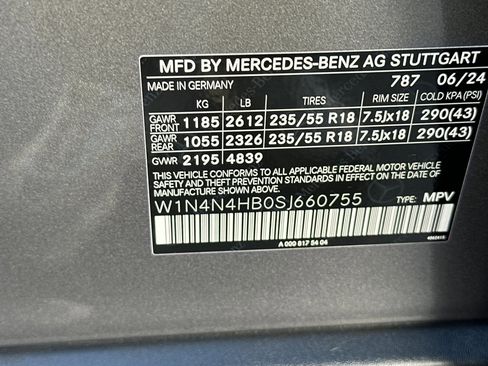 MFD BY MERCEDES-BENZ AG STUTTGART
MADE IN GERMANY 787 06/24
KG LB TIRES RIM SIZE COLD KPA(PSI)
GAWR FRONT 1185 2612 235/55 R18 7.5Jx18 290(43)
GAWR REAR 1055 2326 235/55 R18 7.5Jx18 290(43)
GVWR 2195 4839
THIS VEHICLE CONFORMS TO ALL APPLICABLE FEDERAL MOTOR
VEHICLE SAFETY STANDARDS IN EFFECT ON THE DATE OF
MANUFACTURE SHOWN ABOVE.
W1N4N4HB0SJ660755 TYPE: MPV
A 000 817 54 04